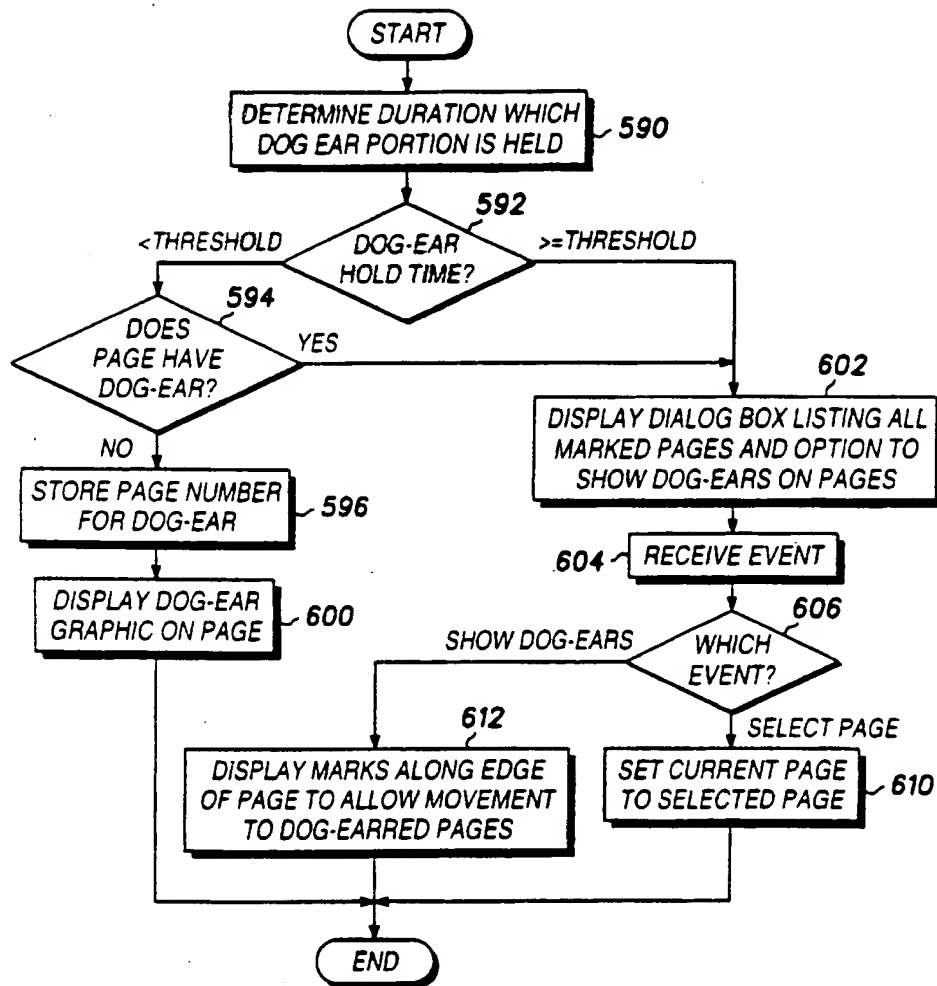 START
DETERMINE DURATION WHICH
DOG EAR PORTION IS HELD
590
592
<THRESHOLD
DOG-EAR
HOLD TIME?
>=THRESHOLD
594
DOES
PAGE HAVE
DOG-EAR?
YES
NO
602
DISPLAY DIALOG BOX LISTING ALL
MARKED PAGES AND OPTION TO
SHOW DOG-EARS ON PAGES
STORE PAGE NUMBER
FOR DOG-EAR
596
604
RECEIVE EVENT
DISPLAY DOG-EAR
GRAPHIC ON PAGE
600
606
SHOW DOG-EARS
WHICH
EVENT?
SELECT PAGE
612
DISPLAY MARKS ALONG EDGE
OF PAGE TO ALLOW MOVEMENT
TO DOG-EARRED PAGES
SET CURRENT PAGE
TO SELECTED PAGE
610
END